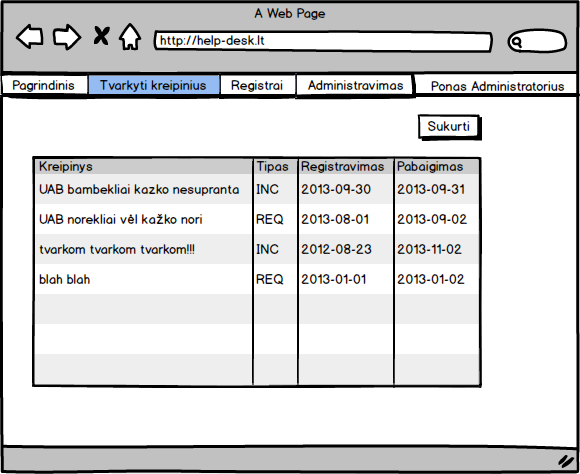 A Web Page
http://help-desk.lt
Pagrindinis Tvarkyti kreipinius Registrai Administravimas Ponas Administratorius
Sukurti
Kreipinys Tipas Registravimas Pabaigimas
UAB bambekliai kazko nesupranta INC 2013-09-30 2013-09-31
UAB norekliai vėl kažko nori REQ 2013-08-01 2013-09-02
tvarkom tvarkom tvarkom!!! INC 2012-08-23 2013-11-02
blah blah REQ 2013-01-01 2013-01-02